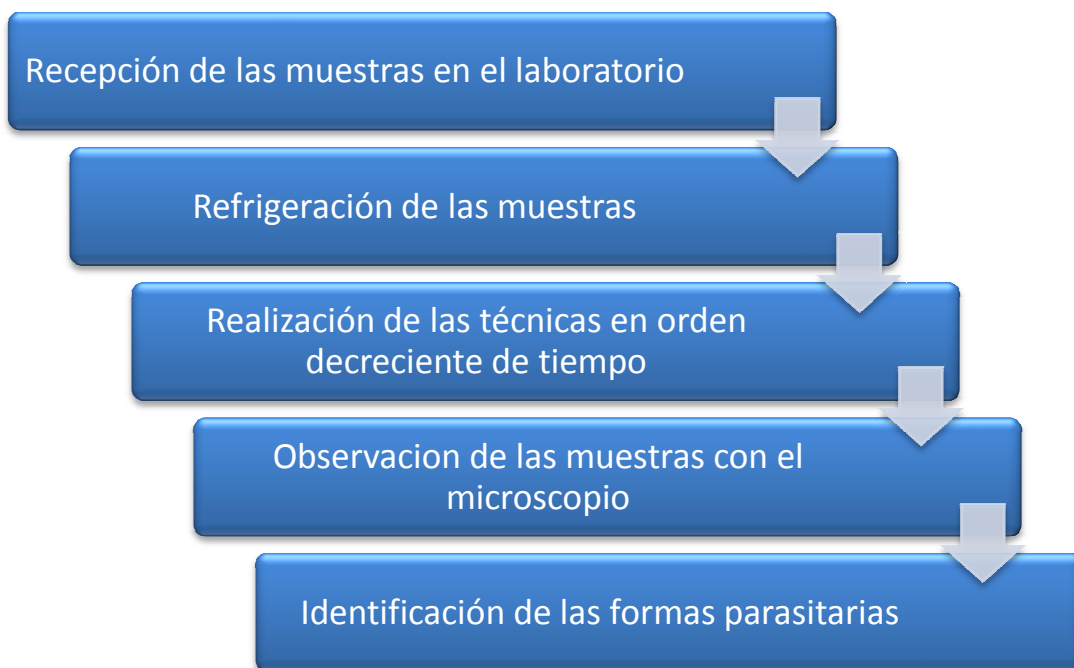 Recepción de las muestras en el laboratorio
Refrigeración de las muestras
Realización de las técnicas en orden
decreciente de tiempo
Observacion de las muestras con el
microscopio
Identificación de las formas parasitarias